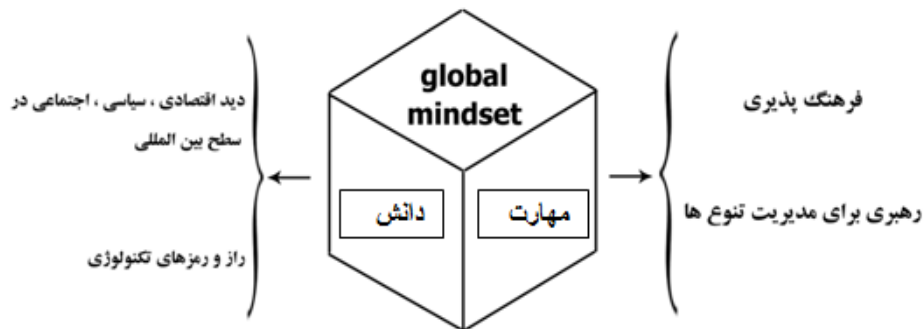 global
mindset
مهارت
دانش
فرهنگ پذیری
رهبری برای مدیریت تنوع ها
دید اقتصادی ، سیاسی ، اجتماعی در
سطح بین المللی
راز و رمزهای تکنولوژی